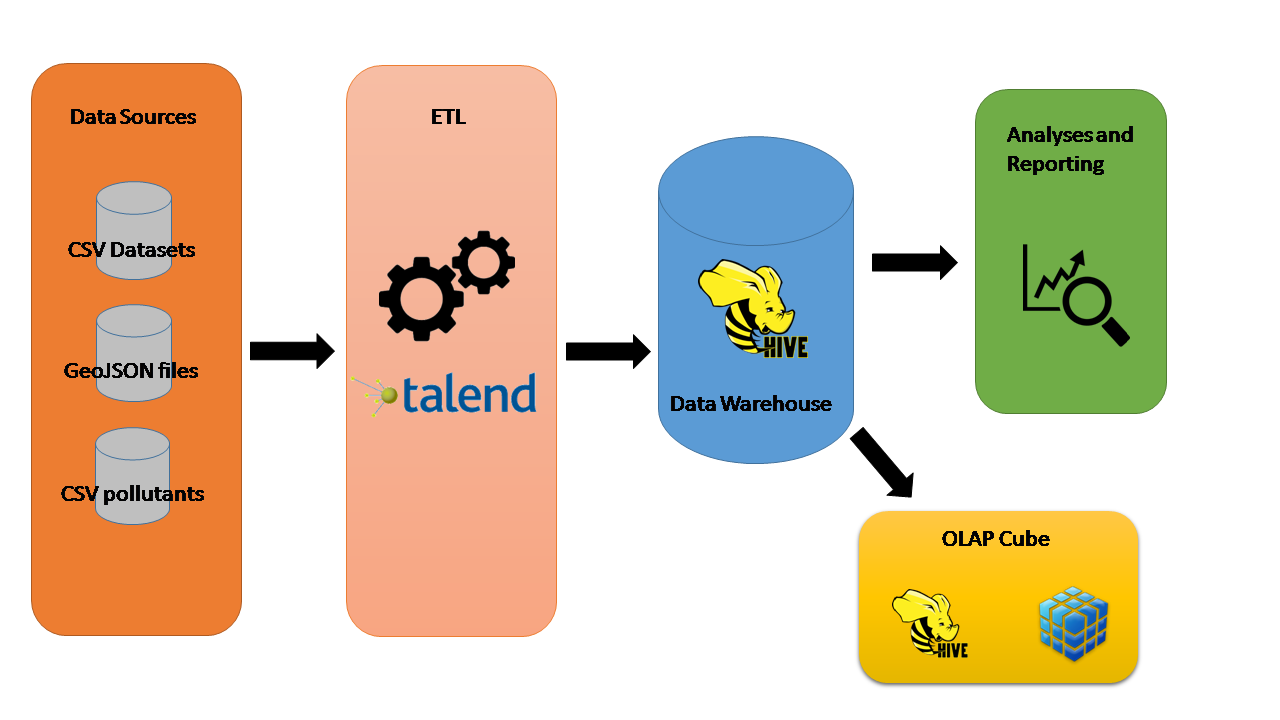 Data Sources
CSV Datasets
GeoJSON files
CSV pollutants
ETL
talend
HIVE
Data Warehouse
Analyses and
Reporting
OLAP Cube
HIVE